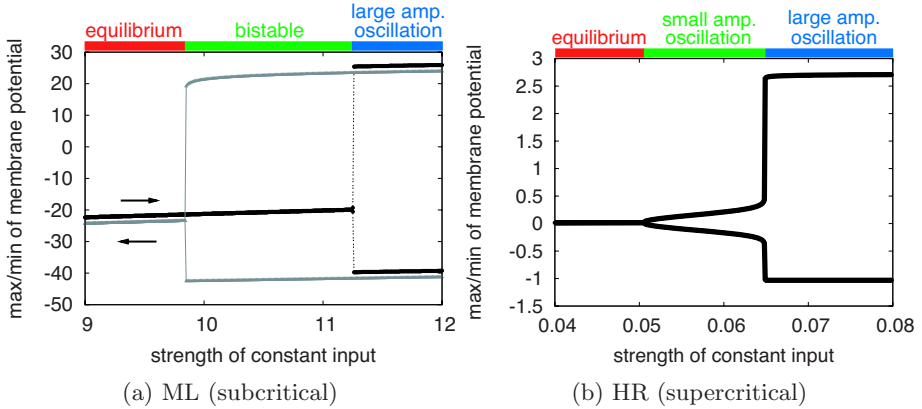 large amp.
equilibrium bistable oscillation
30
20
10
0
-10
-20
-30
-40
-50
max/min of membrane potential
9 10 11 12
strength of constant input
(a) ML (subcritical)
small amp. large amp.
equilibrium oscillation oscillation
3
2.5
2
1.5
0.5
0
-0.5
-1
-1.5
max/min of membrane potential
0.04 0.05 0.06 0.07 0.08
strength of constant input
(b) HR (supercritical)